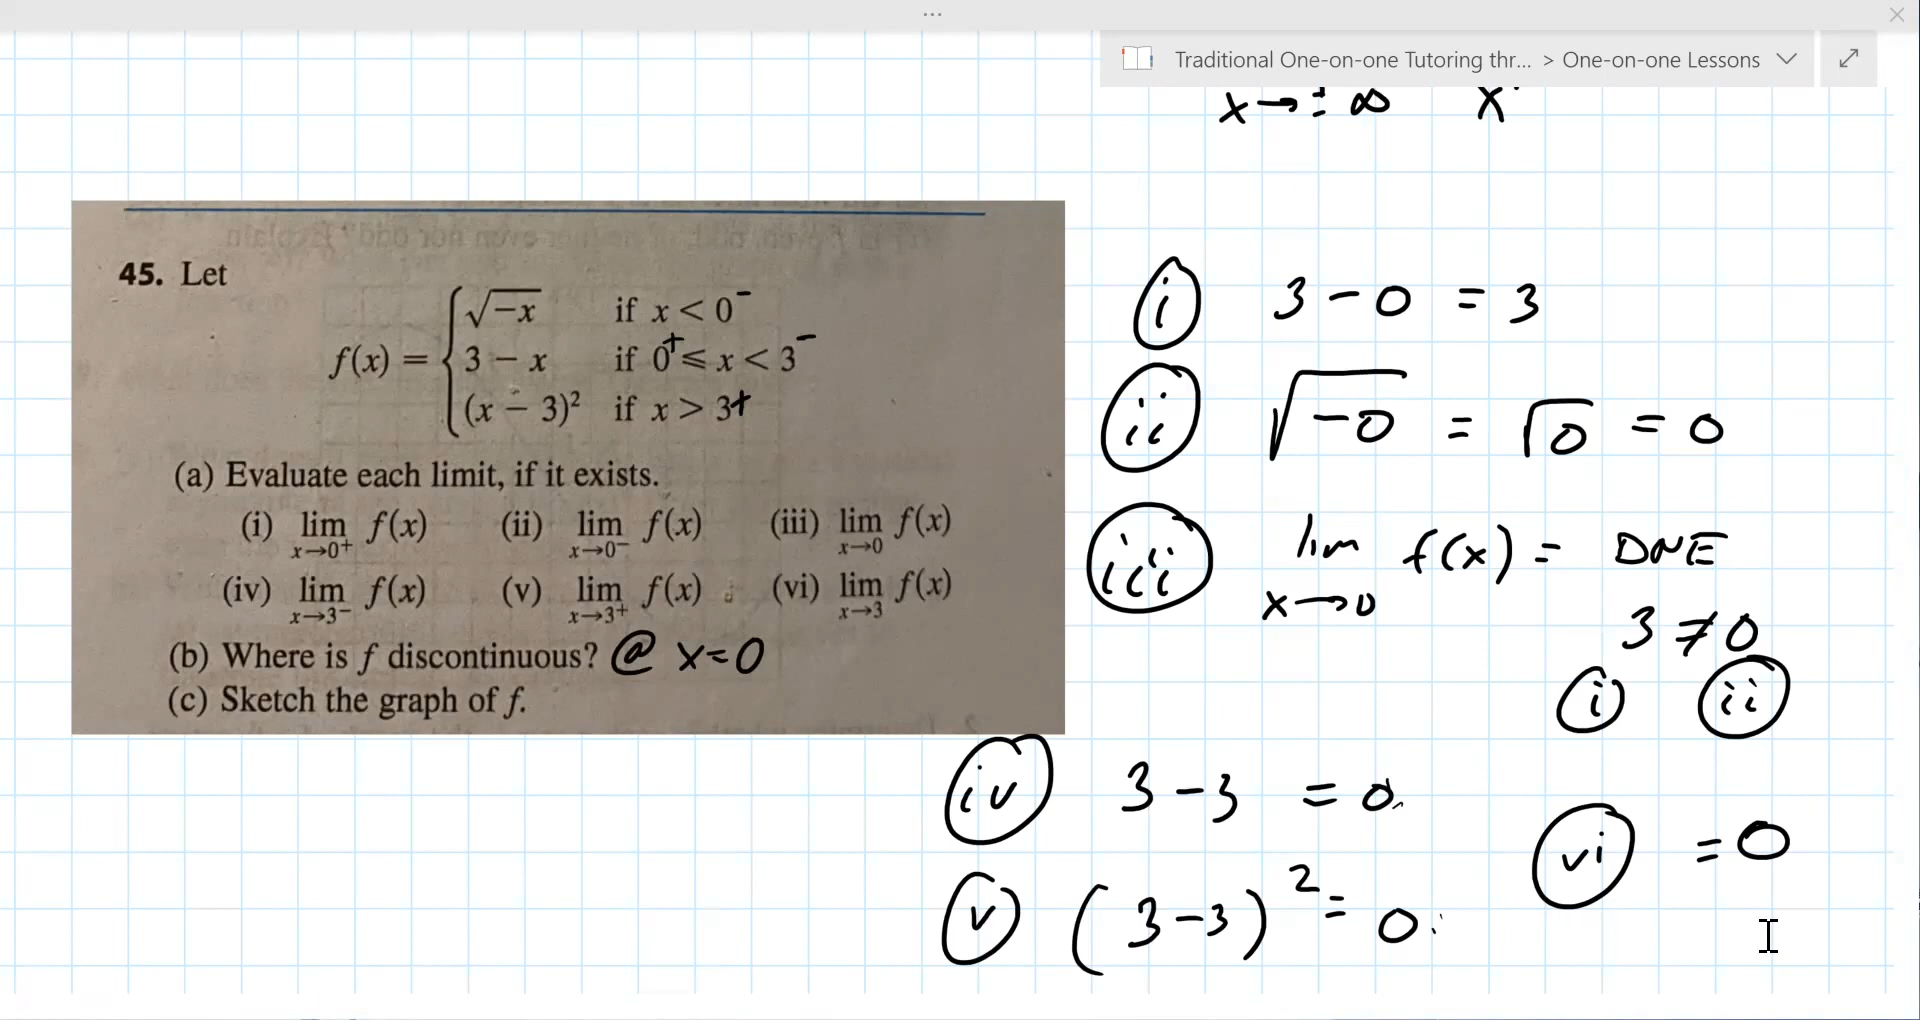 ...
Traditional One-on-one Tutoring thr... > One-on-one Lessons
x→±∞ x
45. Let
f(x) = { √−x if x < 0⁻
3 − x if 0⁺ ⩽ x < 3⁻
(x − 3)² if x > 3+
(a) Evaluate each limit, if it exists.
(i) lim x→0⁺ f(x) (ii) lim x→0⁻ f(x) (iii) lim x→0 f(x)
(iv) lim x→3⁻ f(x) (v) lim x→3⁺ f(x) (vi) lim x→3 f(x)
(b) Where is f discontinuous? @ x=0
(c) Sketch the graph of f.
i 3 − 0 = 3
ii √−0 = √0 = 0
iii lim x→0 f(x) = DNE
3 ≠ 0
i ii
iv 3 − 3 = 0
v (3−3)² = 0
vi = 0